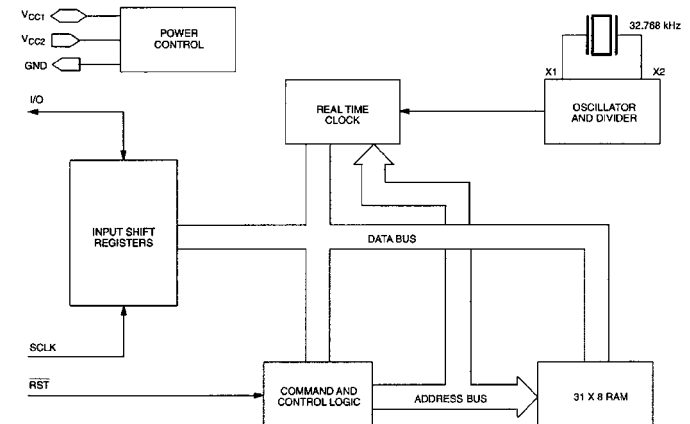 VCC1
VCC2
GND
POWER
CONTROL
32.768 kHz
X1
X2
I/O
REAL TIME
CLOCK
OSCILLATOR
AND DIVIDER
INPUT SHIFT
REGISTERS
DATA BUS
SCLK
RST
COMMAND AND
CONTROL LOGIC
ADDRESS BUS
31 X 8 RAM